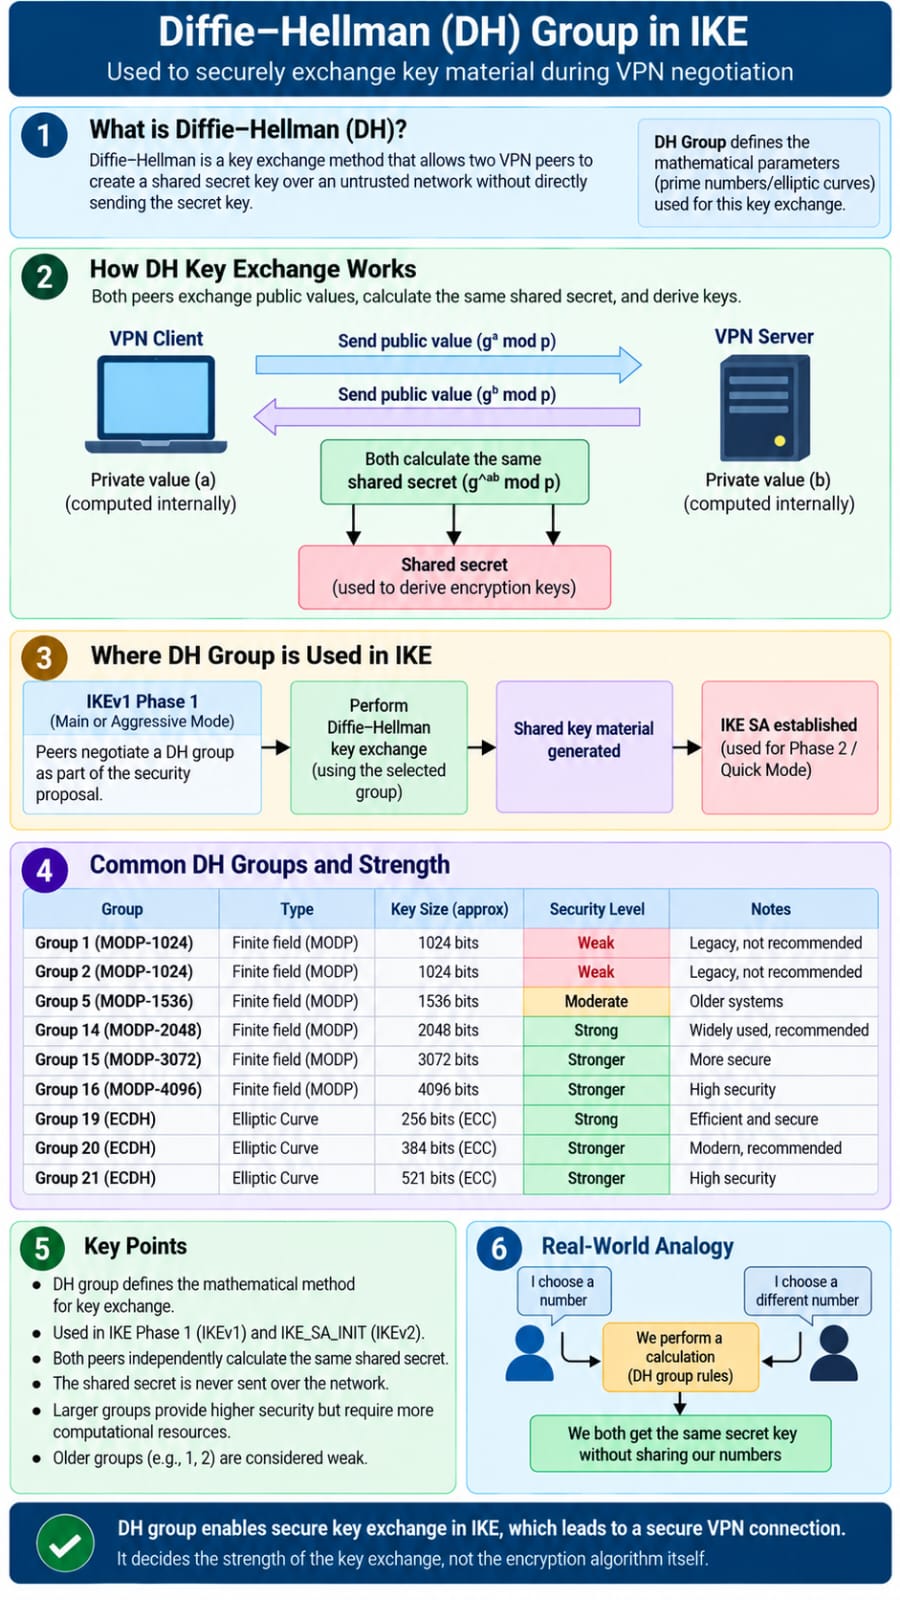 Diffie–Hellman (DH) Group in IKE
Used to securely exchange key material during VPN negotiation
1
What is Diffie–Hellman (DH)?
Diffie–Hellman is a key exchange method that allows two VPN peers to
create a shared secret key over an untrusted network without directly
sending the secret key.
DH Group defines the
mathematical parameters
(prime numbers/elliptic curves)
used for this key exchange.
2
How DH Key Exchange Works
Both peers exchange public values, calculate the same shared secret, and derive keys.
VPN Client
Send public value (gᵃ mod p)
VPN Server
Send public value (gᵇ mod p)
Private value (a)
(computed internally)
Both calculate the same
shared secret (g^ᵃᵇ mod p)
Private value (b)
(computed internally)
Shared secret
(used to derive encryption keys)
3
Where DH Group is Used in IKE
IKEv1 Phase 1
(Main or Aggressive Mode)
Peers negotiate a DH group
as part of the security
proposal.
Perform
Diffie–Hellman
key exchange
(using the selected
group)
Shared key material
generated
IKE SA established
(used for Phase 2 /
Quick Mode)
4
Common DH Groups and Strength
Group Type Key Size (approx) Security Level Notes
Group 1 (MODP-1024) Finite field (MODP) 1024 bits Weak Legacy, not recommended
Group 2 (MODP-1024) Finite field (MODP) 1024 bits Weak Legacy, not recommended
Group 5 (MODP-1536) Finite field (MODP) 1536 bits Moderate Older systems
Group 14 (MODP-2048) Finite field (MODP) 2048 bits Strong Widely used, recommended
Group 15 (MODP-3072) Finite field (MODP) 3072 bits Stronger More secure
Group 16 (MODP-4096) Finite field (MODP) 4096 bits Stronger High security
Group 19 (ECDH) Elliptic Curve 256 bits (ECC) Strong Efficient and secure
Group 20 (ECDH) Elliptic Curve 384 bits (ECC) Stronger Modern, recommended
Group 21 (ECDH) Elliptic Curve 521 bits (ECC) Stronger High security
5
Key Points
• DH group defines the mathematical method
for key exchange.
• Used in IKE Phase 1 (IKEv1) and IKE_SA_INIT (IKEv2).
• Both peers independently calculate the same shared secret.
• The shared secret is never sent over the network.
• Larger groups provide higher security but require more
computational resources.
• Older groups (e.g., 1, 2) are considered weak.
6
Real-World Analogy
I choose a
number
I choose a
different number
We perform a
calculation
(DH group rules)
We both get the same secret key
without sharing our numbers
DH group enables secure key exchange in IKE, which leads to a secure VPN connection.
It decides the strength of the key exchange, not the encryption algorithm itself.